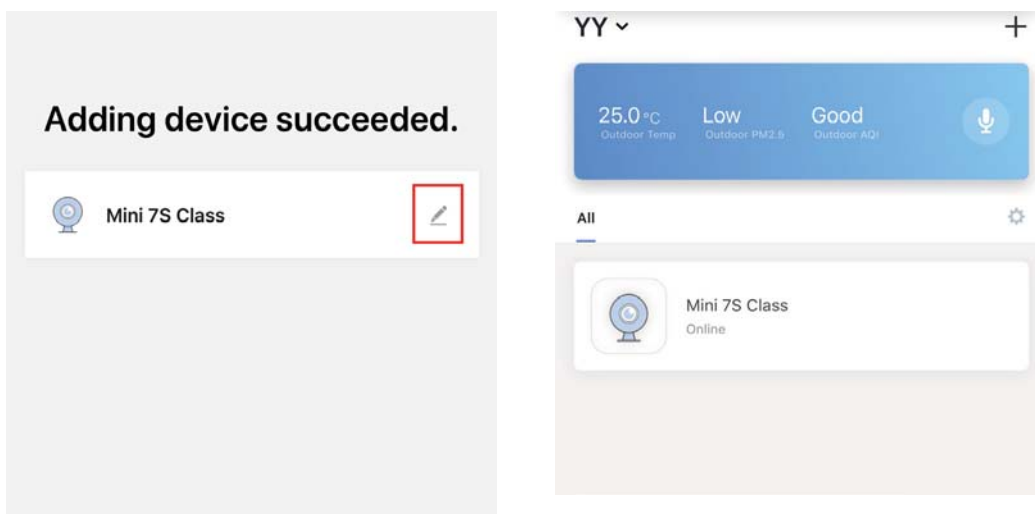 Adding device succeeded.
Mini 7S Class
YY
25.0 °C
Outdoor Temp
Low
Outdoor PM2.5
Good
Outdoor AQI
All
Mini 7S Class
Online